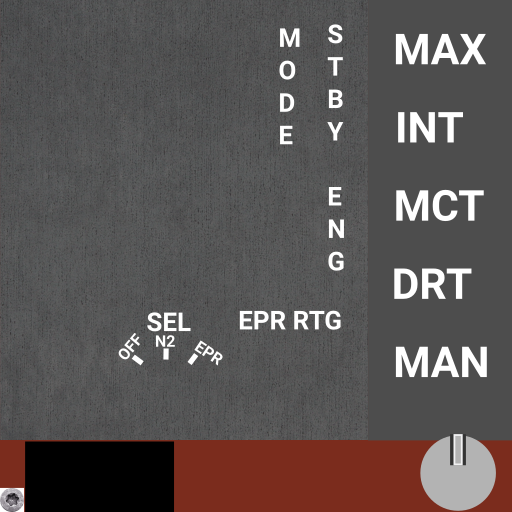 MODE
STBY ENG
MAX
INT
MCT
DRT
MAN
SEL
OFF N2 EPR
EPR RTG